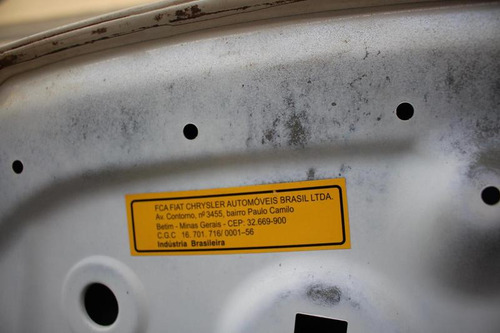 FCA FIAT CHRYSLER AUTOMÓVEIS BRASIL LTDA.
Av. Contorno, nº 3455, bairro Paulo Camilo
Betim - Minas Gerais - CEP: 32.669-900
C.G.C 16. 701. 716/ 0001-56
Indústria Brasileira